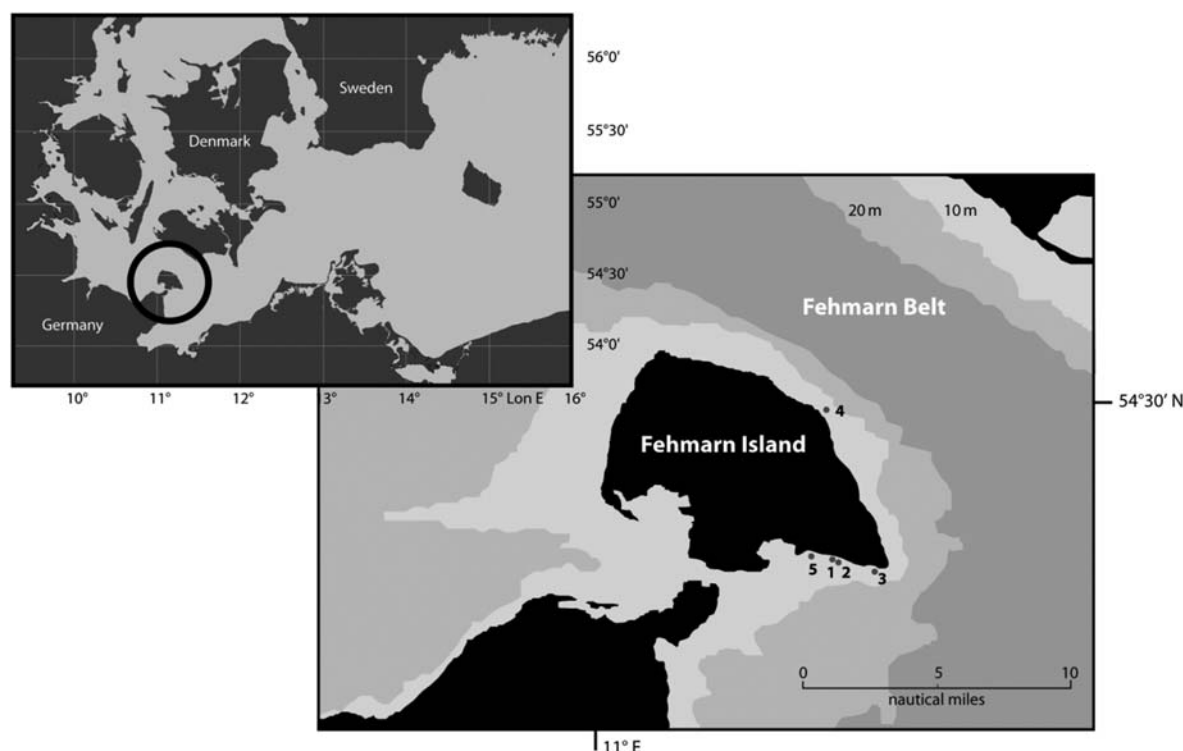 Sweden
Denmark
Germany
56°0'
55°30'
55°0'
54°30'
54°0'
10°
11°
12°
3°
14°
15° Lon E
16°
20 m
10 m
Fehmarn Belt
54°30' N
4
Fehmarn Island
5
1
2
3
0
5
10
nautical miles
11° E